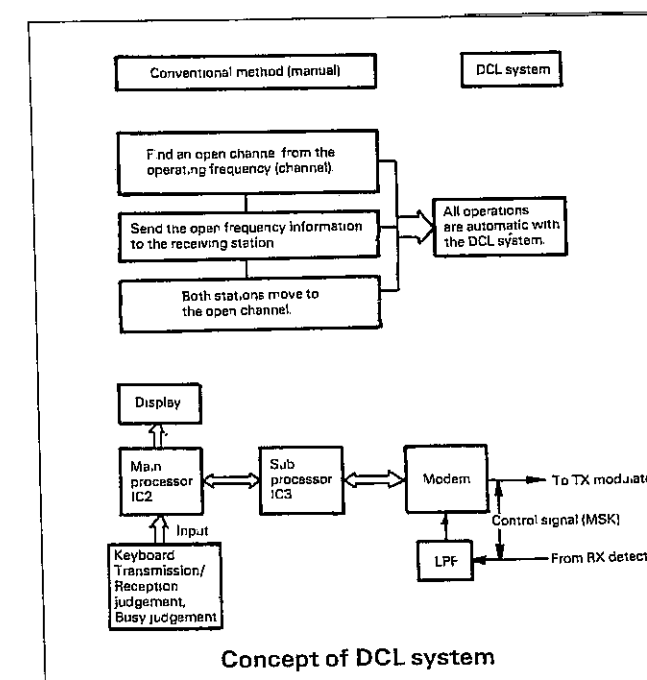 Conventional method (manual)
DCL system
Find an open channel from the
operating frequency (channel).
Send the open frequency information
to the receiving station
Both stations move to
the open channel.
All operations
are automatic with
the DCL system.
Display
Main
processor
IC2
Sub
processor
IC3
Modem
To TX modulat
Control signal (MSK)
LPF
From RX detect
Input
Keyboard
Transmission/
Reception
judgement,
Busy judgement
Concept of DCL system